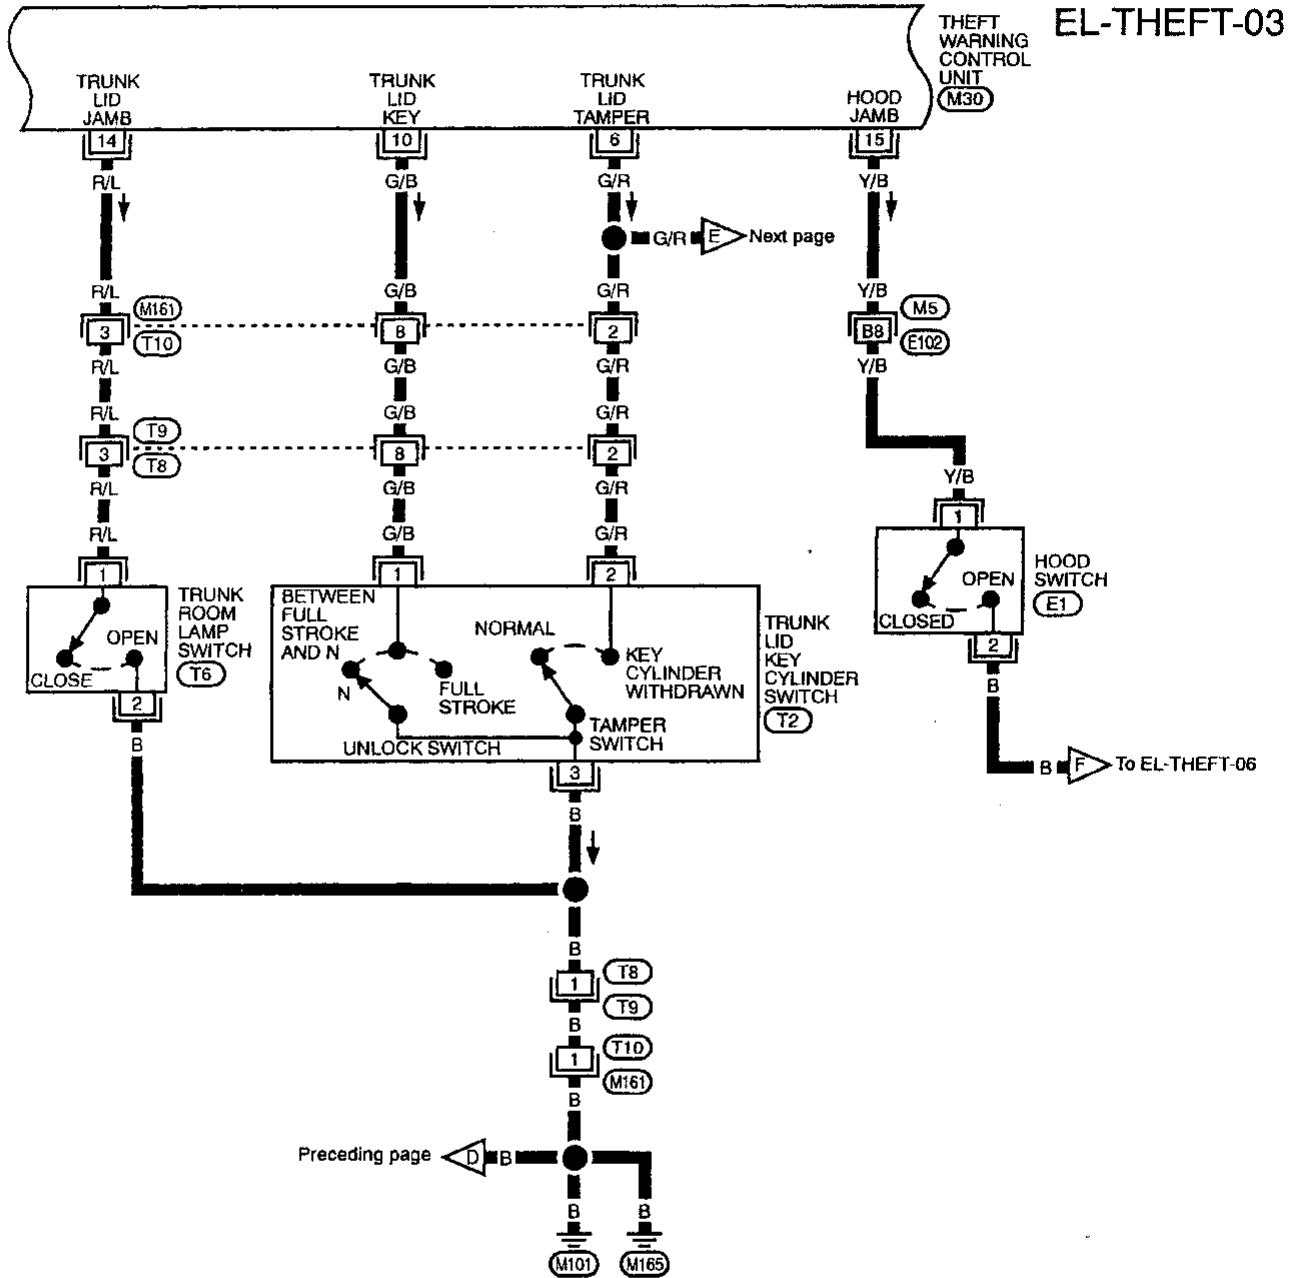 EL-THEFT-03
THEFT
WARNING
CONTROL
UNIT
M30
TRUNK
LID
JAMB
TRUNK
LID
KEY
TRUNK
LID
TAMPER
HOOD
JAMB
14
10
6
15
R/L
G/B
G/R
Y/B
G/R
E
Next page
R/L
G/B
G/R
Y/B
M161
M5
3
8
2
B8
T10
E102
R/L
G/B
G/R
Y/B
R/L
G/B
G/R
T9
3
8
2
T8
R/L
G/B
G/R
Y/B
R/L
G/B
G/R
1
1
1
2
TRUNK
ROOM
LAMP
SWITCH
T6
OPEN
CLOSE
2
B
BETWEEN
FULL
STROKE
AND N
N
FULL
STROKE
UNLOCK SWITCH
NORMAL
KEY
CYLINDER
WITHDRAWN
TAMPER
SWITCH
TRUNK
LID
KEY
CYLINDER
SWITCH
T2
3
B
HOOD
SWITCH
E1
OPEN
CLOSED
2
B
B
F
To EL-THEFT-06
B
1
T8
T9
B
1
T10
M161
B
Preceding page
D
B
B
B
M101
M165